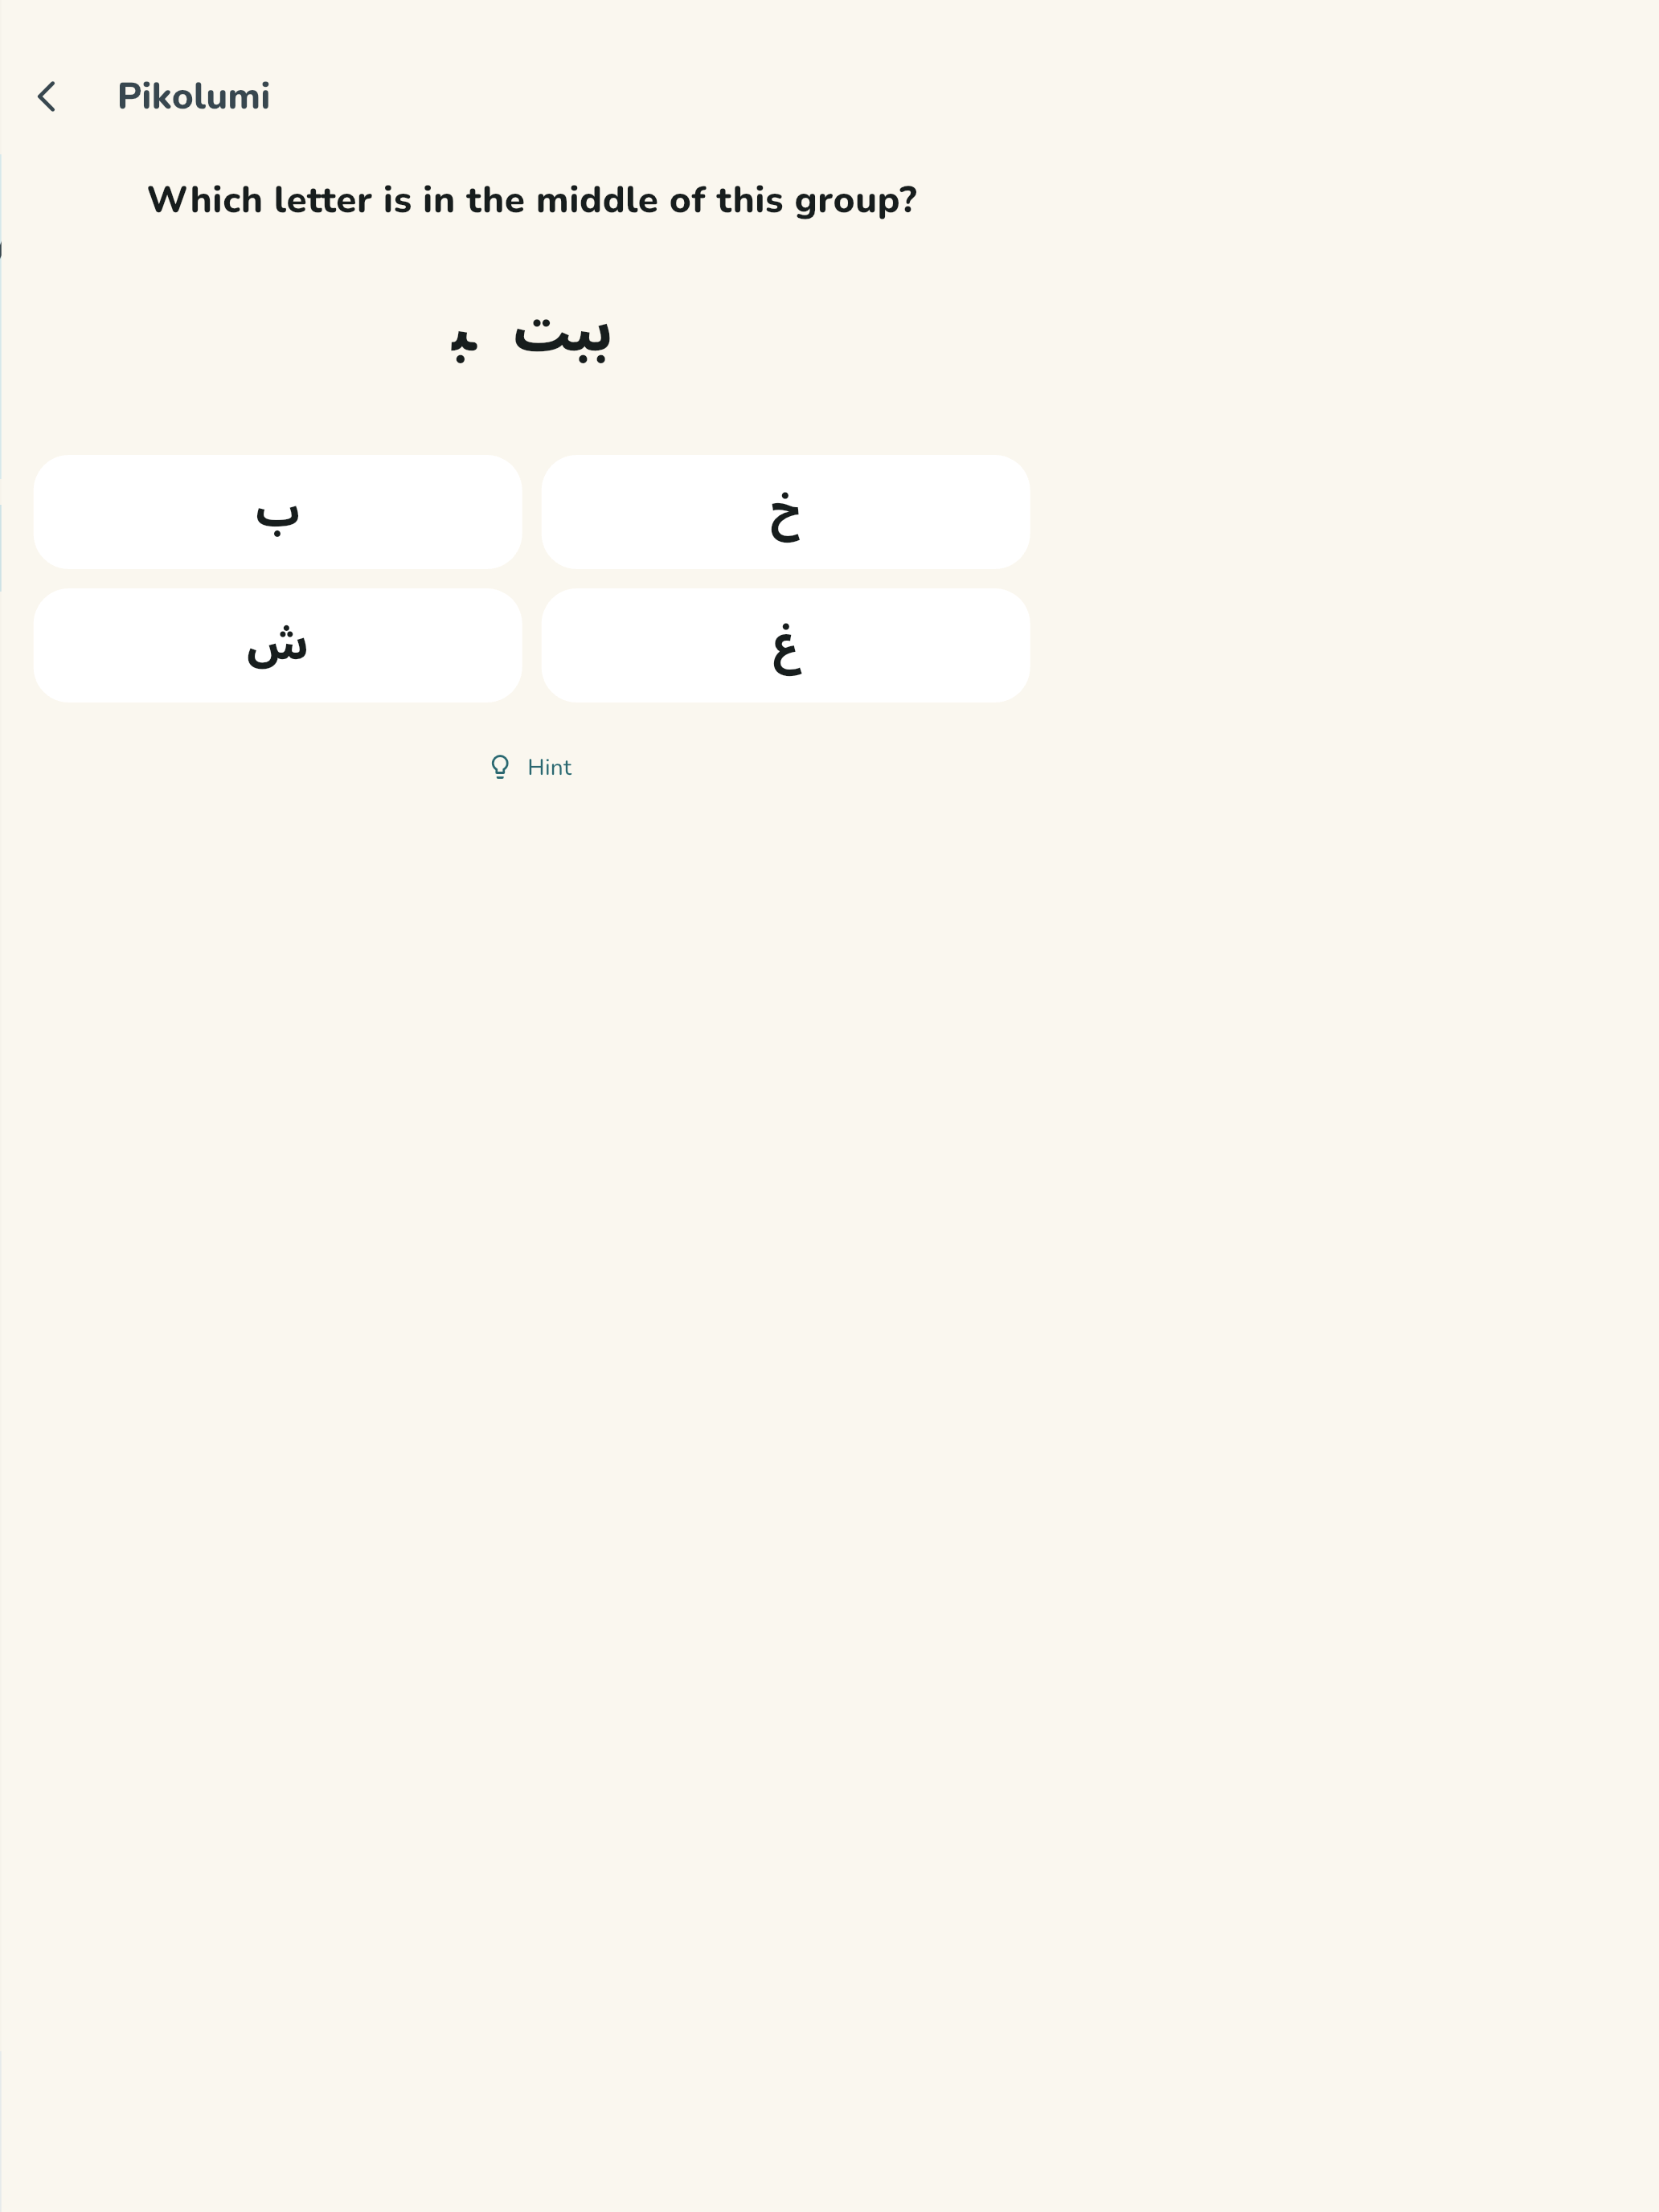 Pikolumi
Which letter is in the middle of this group?
ببت ‍ب‍
ب
خ
ش
غ
Hint